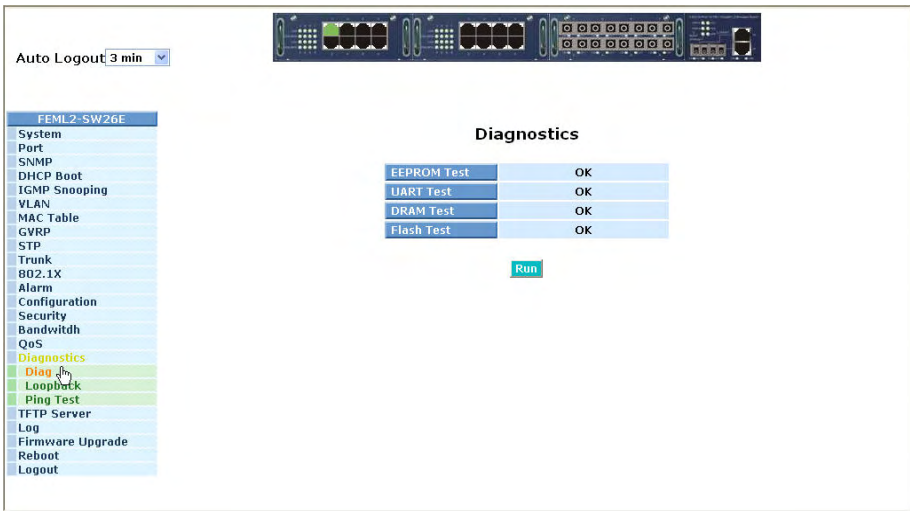 Auto Logout 3 min
FEML2-SW26E
System
Port
SNMP
DHCP Boot
IGMP Snooping
VLAN
MAC Table
GVRP
STP
Trunk
802.1X
Alarm
Configuration
Security
Bandwitdh
QoS
Diagnostics
Diag
Loopback
Ping Test
TFTP Server
Log
Firmware Upgrade
Reboot
Logout
Diagnostics
EEPROM Test OK
UART Test OK
DRAM Test OK
Flash Test OK
Run